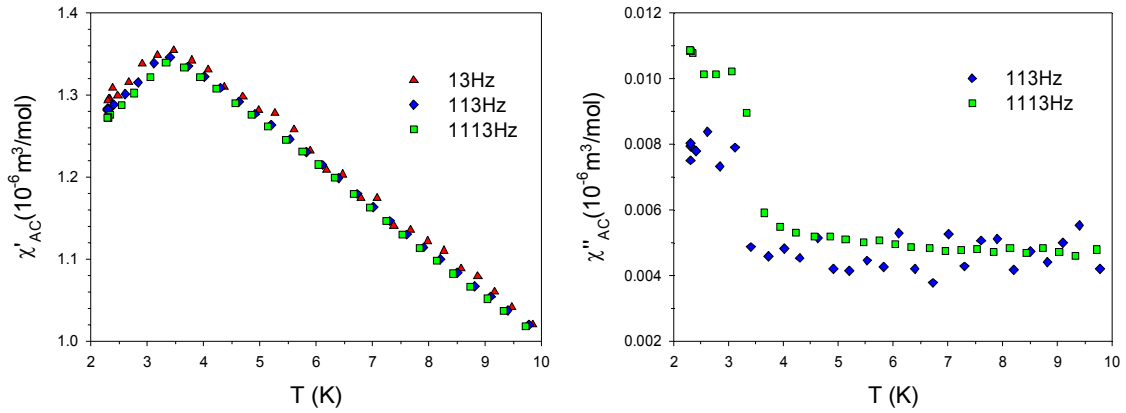 1.4
1.3
1.2
1.1
1.0
χ'AC(10⁻⁶m³/mol)
13Hz
113Hz
1113Hz
2 3 4 5 6 7 8 9 10
T (K)
0.012
0.010
0.008
0.006
0.004
0.002
χ"AC(10⁻⁶m³/mol)
113Hz
1113Hz
2 3 4 5 6 7 8 9 10
T (K)